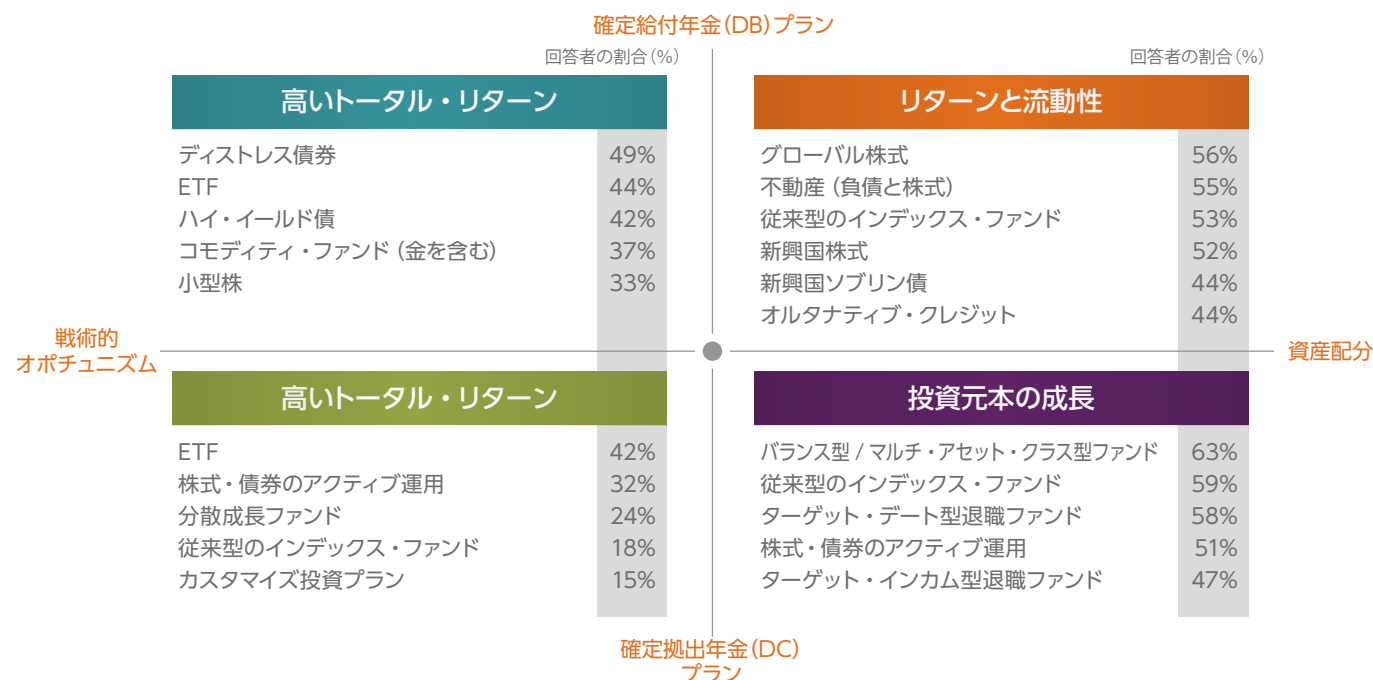 確定給付年金（DB）プラン
回答者の割合（%）
回答者の割合（%）
高いトータル・リターン
ディストレス債券 49%
ETF 44%
ハイ・イールド債 42%
コモディティ・ファンド（金を含む） 37%
小型株 33%
リターンと流動性
グローバル株式 56%
不動産（負債と株式） 55%
従来型のインデックス・ファンド 53%
新興国株式 52%
新興国ソブリン債 44%
オルタナティブ・クレジット 44%
戦術的
オポチュニズム
資産配分
高いトータル・リターン
ETF 42%
株式・債券のアクティブ運用 32%
分散成長ファンド 24%
従来型のインデックス・ファンド 18%
カスタマイズ投資プラン 15%
投資元本の成長
バランス型 / マルチ・アセット・クラス型ファンド 63%
従来型のインデックス・ファンド 59%
ターゲット・デート型退職ファンド 58%
株式・債券のアクティブ運用 51%
ターゲット・インカム型退職ファンド 47%
確定拠出年金（DC）
プラン